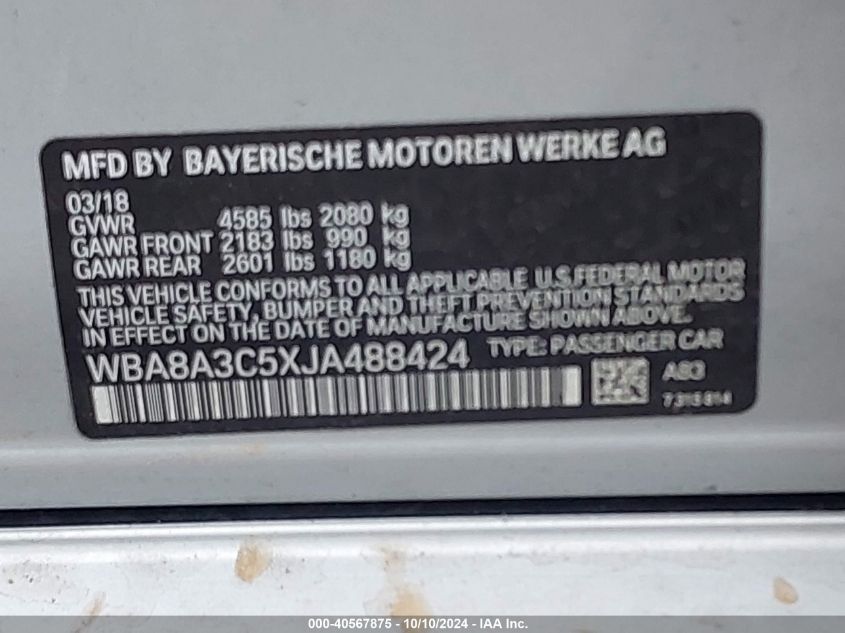 MFD BY BAYERISCHE MOTOREN WERKE AG
03/18
GVWR 4585 lbs 2080 kg
GAWR FRONT 2183 lbs 990 kg
GAWR REAR 2601 lbs 1180 kg
THIS VEHICLE CONFORMS TO ALL APPLICABLE U.S.FEDERAL MOTOR
VEHICLE SAFETY, BUMPER AND THEFT PREVENTION STANDARDS
IN EFFECT ON THE DATE OF MANUFACTURE SHOWN ABOVE.
WBA8A3C5XJA488424 TYPE: PASSENGER CAR
A83
000-40567875 - 10/10/2024 - IAA Inc.